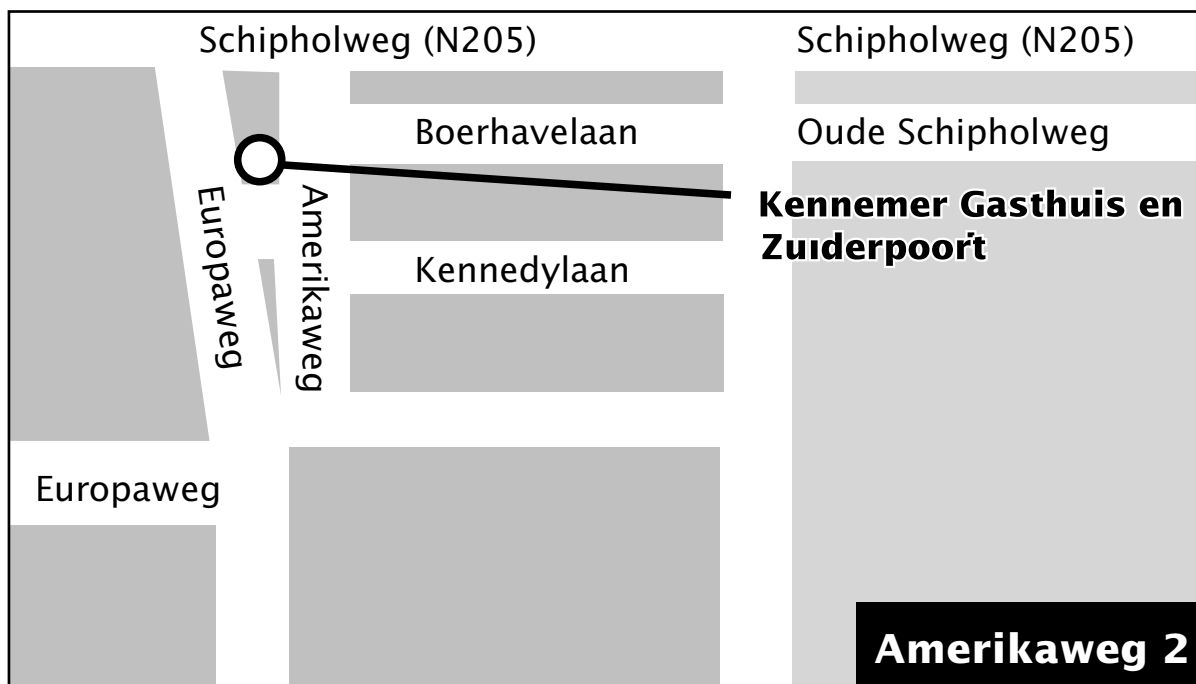 Schipholweg (N205)
Schipholweg (N205)
Boerhavelaan
Oude Schipholweg
Europaweg
Amerikaweg
Kennemer Gasthuis en
Zuiderpoort
Kennedylaan
Europaweg
Amerikaweg 2